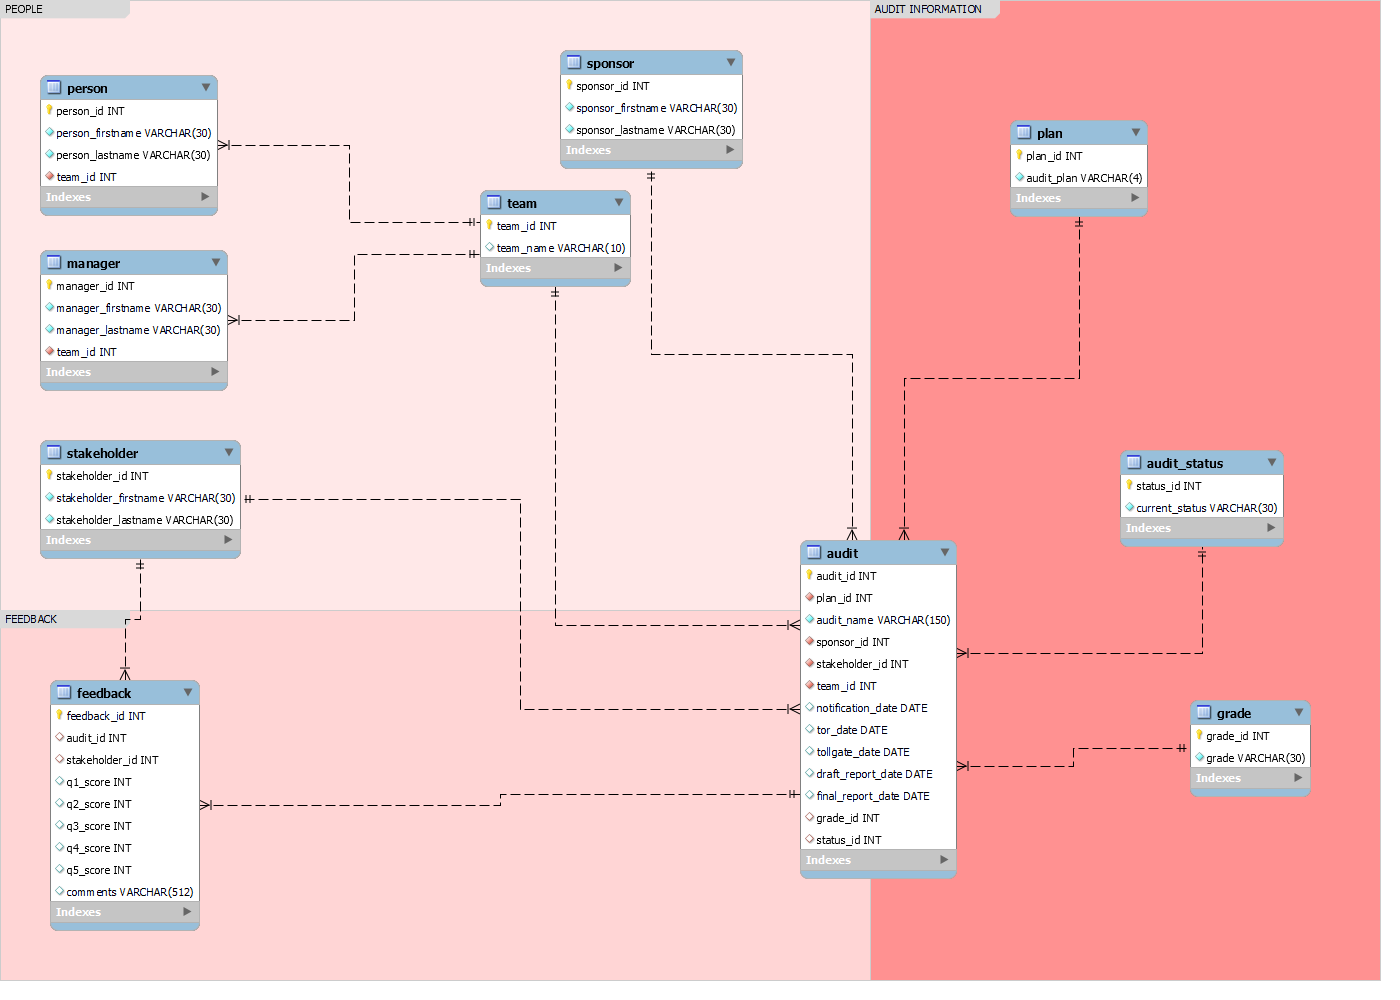 PEOPLE
person
person_id INT
person_firstname VARCHAR(30)
person_lastname VARCHAR(30)
team_id INT
Indexes
manager
manager_id INT
manager_firstname VARCHAR(30)
manager_lastname VARCHAR(30)
team_id INT
Indexes
sponsor
sponsor_id INT
sponsor_firstname VARCHAR(30)
sponsor_lastname VARCHAR(30)
Indexes
team
team_id INT
team_name VARCHAR(10)
Indexes
stakeholder
stakeholder_id INT
stakeholder_firstname VARCHAR(30)
stakeholder_lastname VARCHAR(30)
Indexes
FEEDBACK
feedback
feedback_id INT
audit_id INT
stakeholder_id INT
q1_score INT
q2_score INT
q3_score INT
q4_score INT
q5_score INT
comments VARCHAR(512)
Indexes
AUDIT INFORMATION
plan
plan_id INT
audit_plan VARCHAR(4)
Indexes
audit_status
status_id INT
current_status VARCHAR(30)
Indexes
audit
audit_id INT
plan_id INT
audit_name VARCHAR(150)
sponsor_id INT
stakeholder_id INT
team_id INT
notification_date DATE
tor_date DATE
tollgate_date DATE
draft_report_date DATE
final_report_date DATE
grade_id INT
status_id INT
Indexes
grade
grade_id INT
grade VARCHAR(30)
Indexes